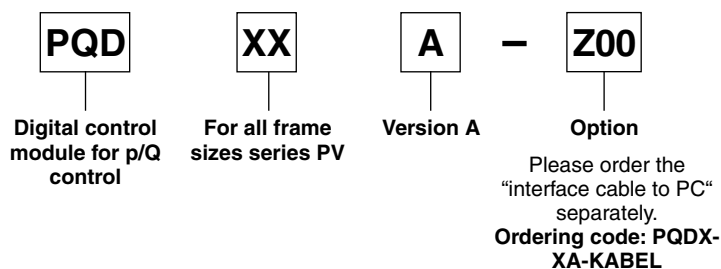 PQD XX A – Z00
Digital control
module for p/Q
control
For all frame
sizes series PV
Version A
Option
Please order the
“interface cable to PC“
separately.
Ordering code: PQDX-
XA-KABEL